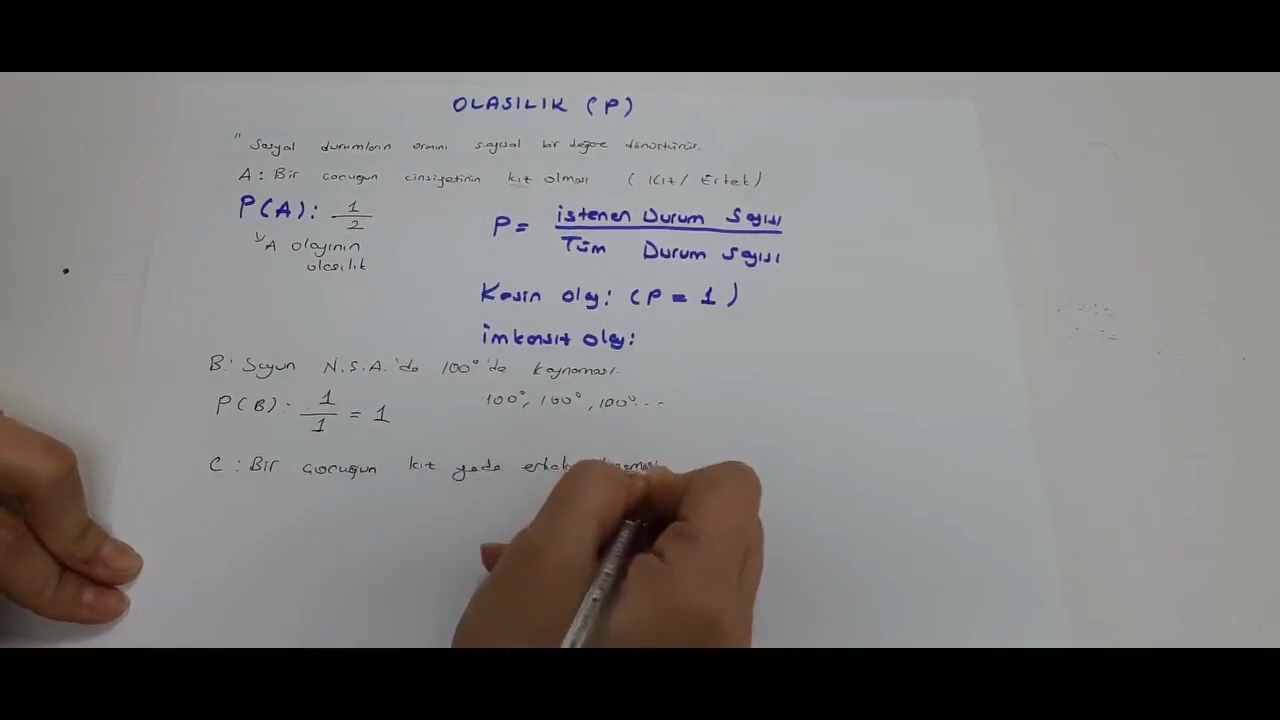 OLASILIK (P)
" Sosyal durumların oranını sayısal bir değere dönüştürür.
A : Bir çocuğun cinsiyetinin kız olması. ( Kız / Erkek )
P(A): 1/2
A olayının
olasılık
P = istenen Durum Sayısı
Tüm Durum Sayısı
Kesin olay: (P = 1)
imkansız olay:
B: Suyun N.S.A.'da 100°'de kaynaması.
P(B): 1/1 = 1
100°, 100°, 100°...
C : Bir çocuğun kız yada erkek